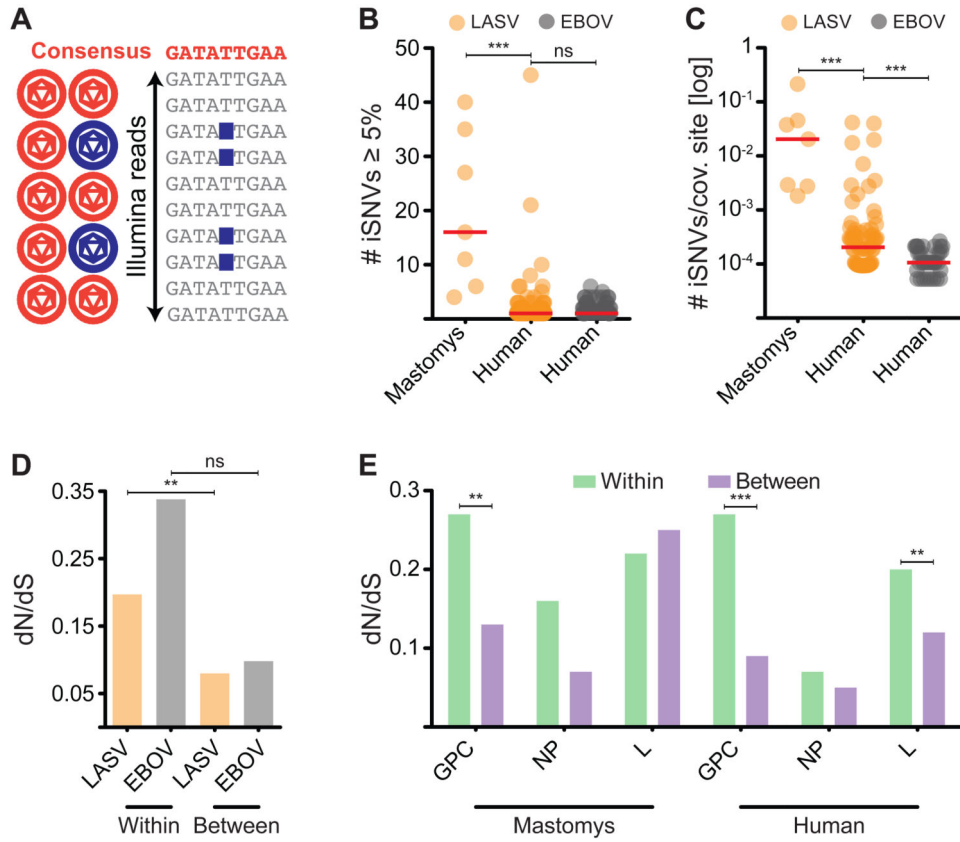 A
Consensus GATATTGAA
Illumina reads
GATATTGAA
GATATTGAA
GATA TGAA
GATA TGAA
GATATTGAA
GATATTGAA
GATA TGAA
GATA TGAA
GATATTGAA
GATATTGAA
B
LASV EBOV
# iSNVs ≥ 5%
50
40
30
20
10
*** ns
Mastomys Human Human
C
LASV EBOV
# iSNVs/cov. site [log]
1
10-1
10-2
10-3
10-4
*** ***
Mastomys Human Human
D
dN/dS
0.35
0.25
0.15
0.05
** ns
LASV EBOV LASV EBOV
Within Between
E
Within Between
dN/dS
0.3
0.2
0.1
** *** **
GPC NP L GPC NP L
Mastomys Human